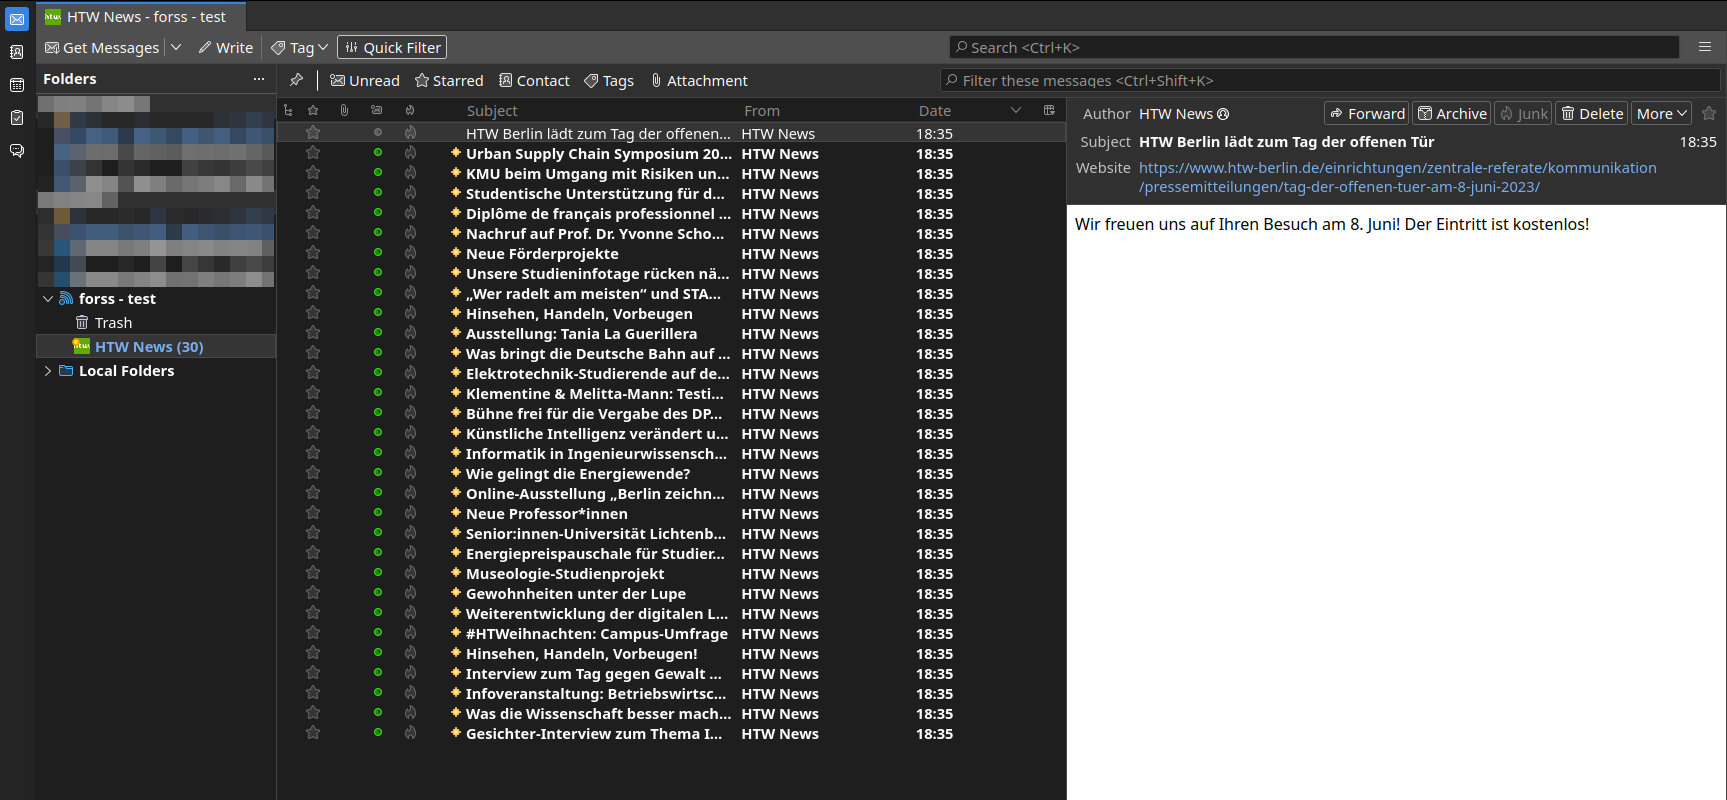 HTW News - forss - test
Get Messages Write Tag Quick Filter Search <Ctrl+K>
Folders ··· Unread Starred Contact Tags Attachment Filter these messages <Ctrl+Shift+K>
forss - test
Trash
HTW News (30)
Local Folders
Subject From Date
HTW Berlin lädt zum Tag der offenen... HTW News 18:35
Urban Supply Chain Symposium 20... HTW News 18:35
KMU beim Umgang mit Risiken un... HTW News 18:35
Studentische Unterstützung für d... HTW News 18:35
Diplôme de français professionnel ... HTW News 18:35
Nachruf auf Prof. Dr. Yvonne Scho... HTW News 18:35
Neue Förderprojekte HTW News 18:35
Unsere Studieninfotage rücken nä... HTW News 18:35
„Wer radelt am meisten“ und STA... HTW News 18:35
Hinsehen, Handeln, Vorbeugen HTW News 18:35
Ausstellung: Tania La Guerillera HTW News 18:35
Was bringt die Deutsche Bahn auf ... HTW News 18:35
Elektrotechnik-Studierende auf de... HTW News 18:35
Klementine & Melitta-Mann: Testi... HTW News 18:35
Bühne frei für die Vergabe des DP... HTW News 18:35
Künstliche Intelligenz verändert u... HTW News 18:35
Informatik in Ingenieurwissensch... HTW News 18:35
Wie gelingt die Energiewende? HTW News 18:35
Online-Ausstellung „Berlin zeichn... HTW News 18:35
Neue Professor*innen HTW News 18:35
Senior:innen-Universität Lichtenb... HTW News 18:35
Energiepreispauschale für Studier... HTW News 18:35
Museologie-Studienprojekt HTW News 18:35
Gewohnheiten unter der Lupe HTW News 18:35
Weiterentwicklung der digitalen L... HTW News 18:35
#HTWeihnachten: Campus-Umfrage HTW News 18:35
Hinsehen, Handeln, Vorbeugen! HTW News 18:35
Interview zum Tag gegen Gewalt ... HTW News 18:35
Infoveranstaltung: Betriebswirtsc... HTW News 18:35
Was die Wissenschaft besser mach... HTW News 18:35
Gesichter-Interview zum Thema I... HTW News 18:35
Author HTW News Forward Archive Junk Delete More
Subject HTW Berlin lädt zum Tag der offenen Tür 18:35
Website https://www.htw-berlin.de/einrichtungen/zentrale-referate/kommunikation
/pressemitteilungen/tag-der-offenen-tuer-am-8-juni-2023/
Wir freuen uns auf Ihren Besuch am 8. Juni! Der Eintritt ist kostenlos!